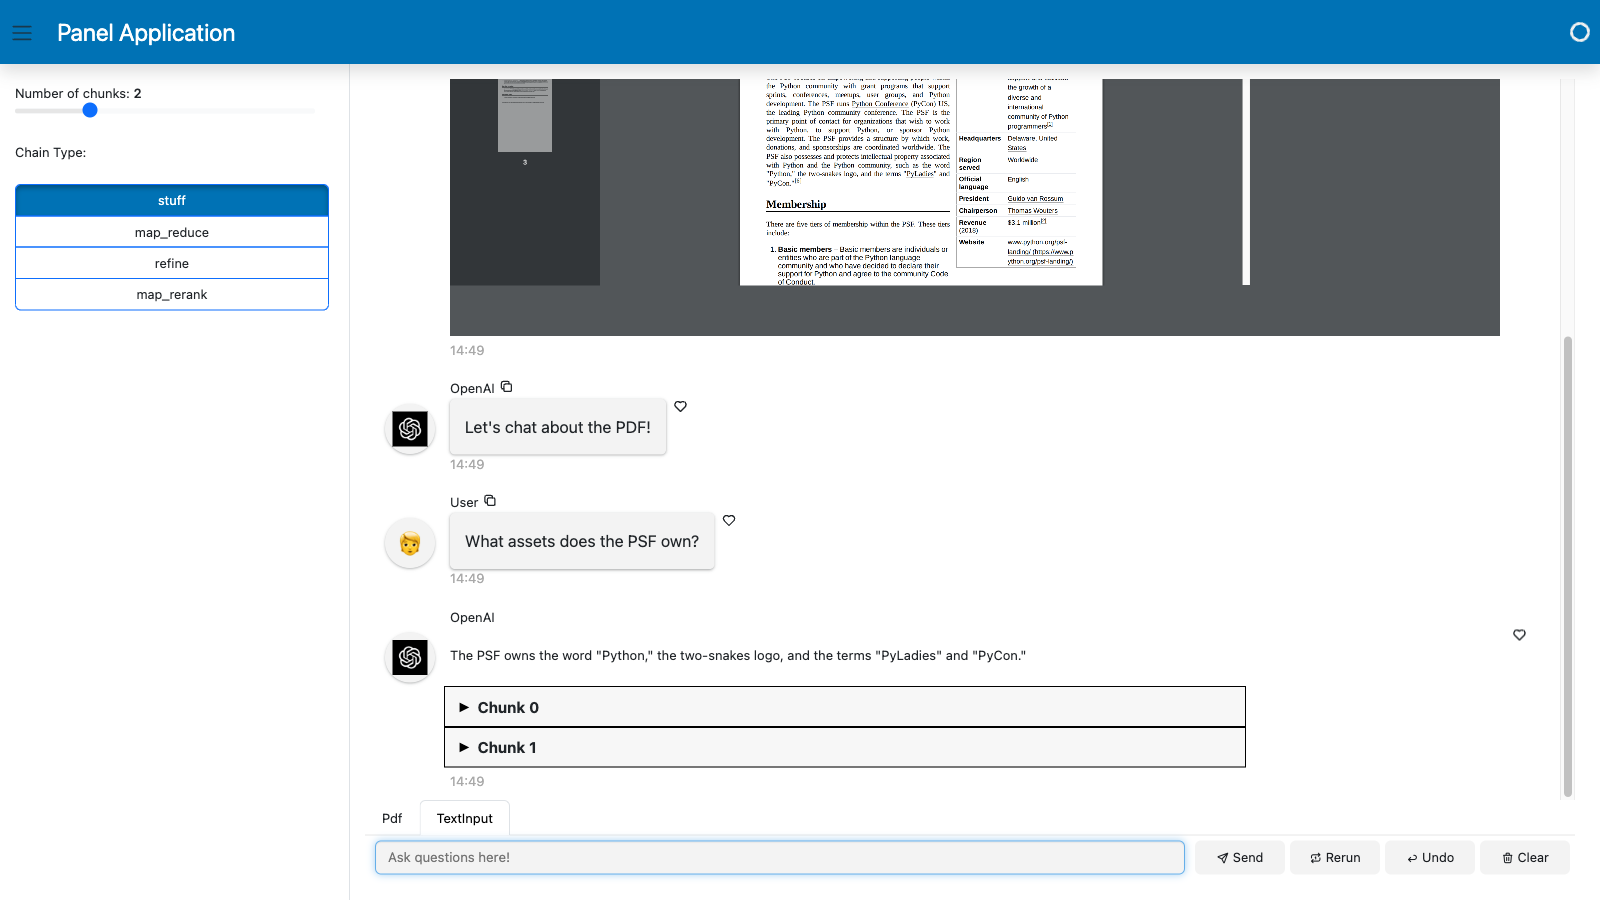 Panel Application
Number of chunks: 2
Chain Type:
stuff
map_reduce
refine
map_rerank
3
the Python community with grant programs that support
sprints, conferences, meetups, user groups, and Python
development. The PSF runs Python Conference (PyCon) US,
the leading Python community conference. The PSF is the
primary point of contact for organizations that wish to work
with Python, to support Python, or sponsor Python
development. The PSF provides a structure by which work,
donations, and sponsorships are coordinated worldwide. The
PSF also possesses and protects intellectual property associated
with Python and the Python community, such as the word
"Python," the two-snakes logo, and the terms "PyLadies" and
"PyCon."
Membership
There are five tiers of membership within the PSF. These tiers
include:
1. Basic members – Basic members are individuals or
entities who are part of the Python language
community and who have decided to declare their
support for Python and agree to the community Code
of Conduct.
the growth of a
diverse and
international
community of Python
programmers
Headquarters Delaware, United
States
Region Worldwide
served
Official English
language
President Guido van Rossum
Chairperson Thomas Wouters
Revenue $3.1 million
(2018)
Website www.python.org/psf-
landing/ (https://www.p
ython.org/psf-landing/)
14:49
OpenAI
Let's chat about the PDF!
14:49
User
What assets does the PSF own?
14:49
OpenAI
The PSF owns the word "Python," the two-snakes logo, and the terms "PyLadies" and "PyCon."
Chunk 0
Chunk 1
14:49
Pdf TextInput
Ask questions here! Send Rerun Undo Clear